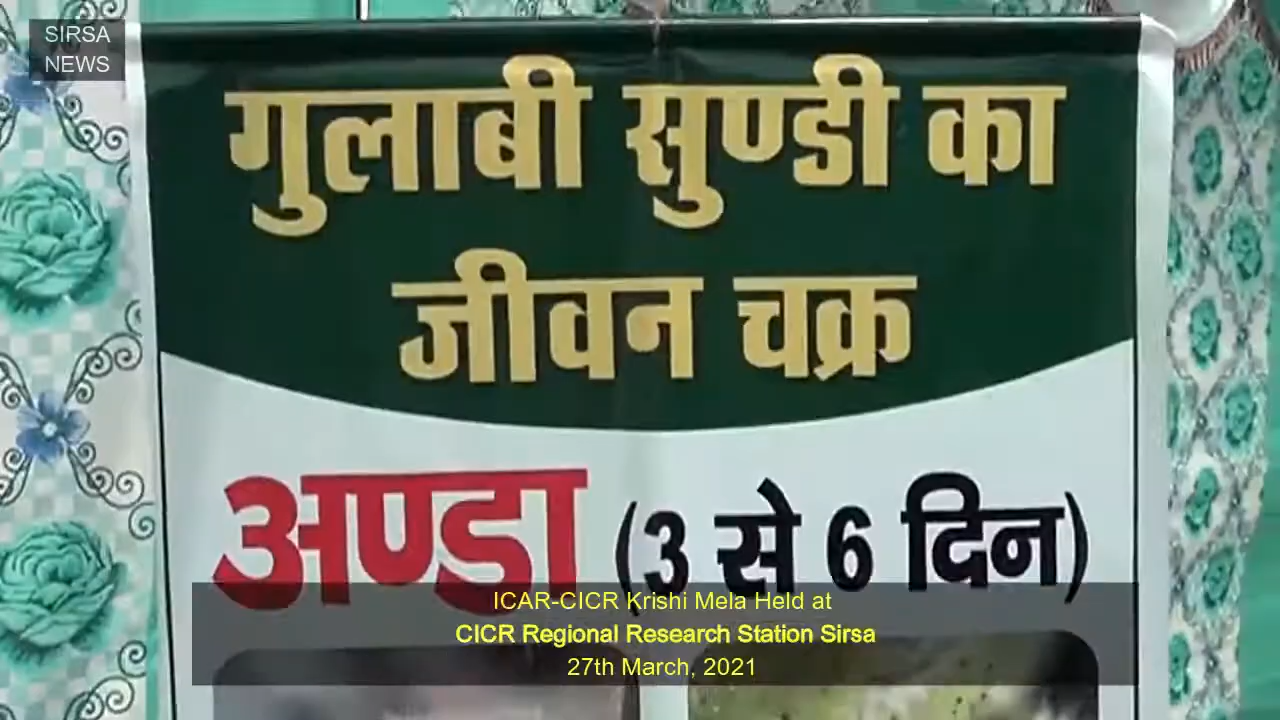 SIRSA
NEWS
गुलाबी सुण्डी का
जीवन चक्र
अण्डा (3 से 6 दिन)
ICAR-CICR Krishi Mela Held at
CICR Regional Research Station Sirsa
27th March, 2021